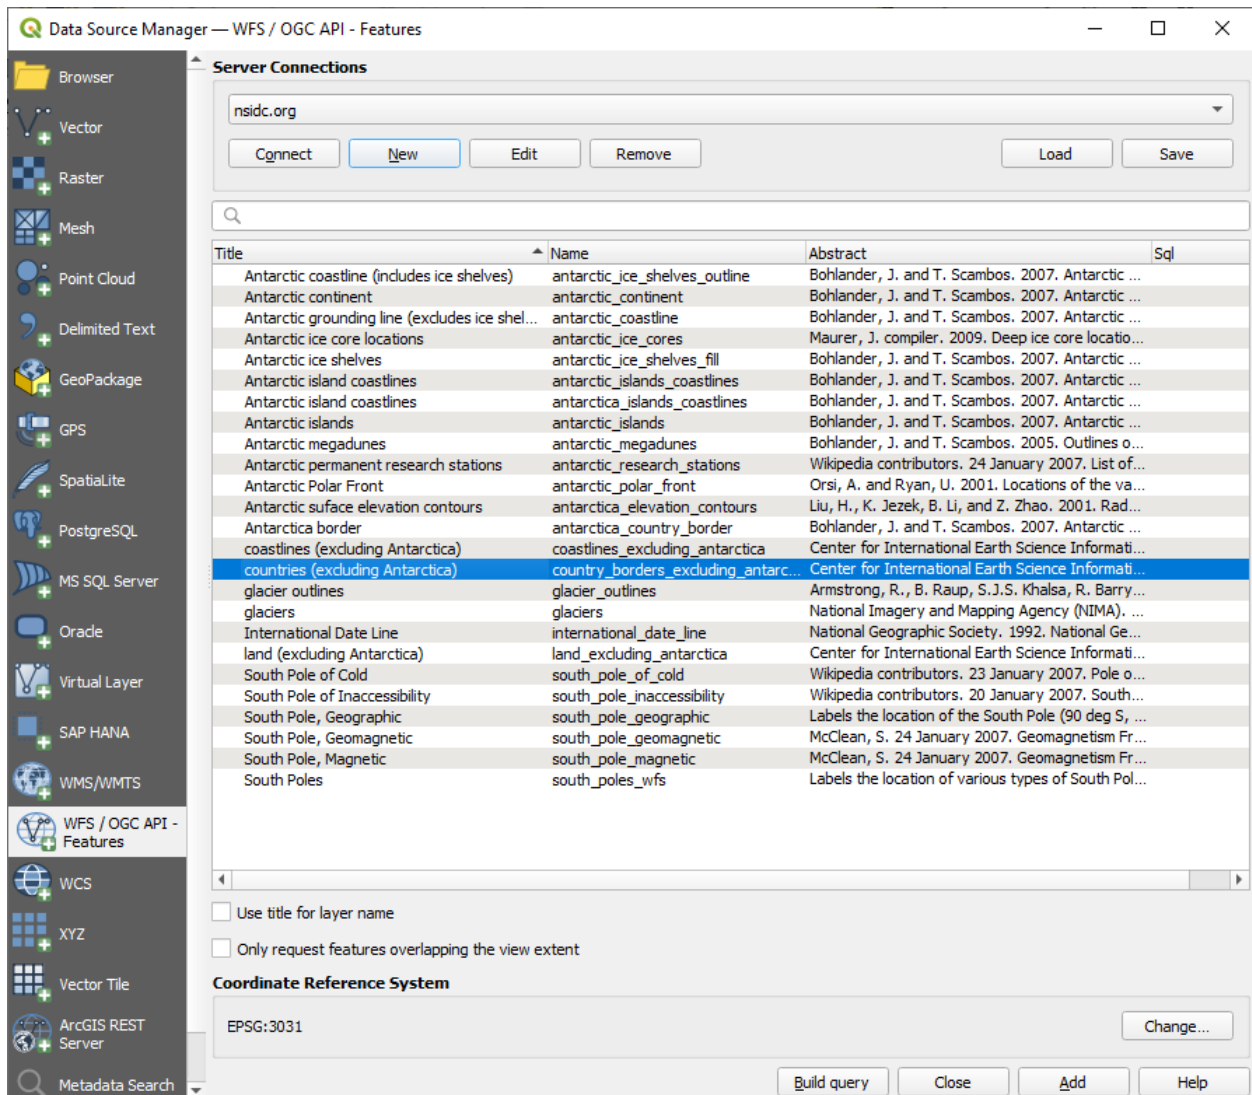 Data Source Manager — WFS / OGC API - Features
Browser
Vector
Raster
Mesh
Point Cloud
Delimited Text
GeoPackage
GPS
SpatiaLite
PostgreSQL
MS SQL Server
Oracle
Virtual Layer
SAP HANA
WMS/WMTS
WFS / OGC API -
Features
WCS
XYZ
Vector Tile
ArcGIS REST
Server
Metadata Search
Server Connections
nsidc.org
Connect New Edit Remove Load Save
Title Name Abstract Sql
Antarctic coastline (includes ice shelves) antarctic_ice_shelves_outline Bohlander, J. and T. Scambos. 2007. Antarctic ...
Antarctic continent antarctic_continent Bohlander, J. and T. Scambos. 2007. Antarctic ...
Antarctic grounding line (excludes ice shel... antarctic_coastline Bohlander, J. and T. Scambos. 2007. Antarctic ...
Antarctic ice core locations antarctic_ice_cores Maurer, J. compiler. 2009. Deep ice core locatio...
Antarctic ice shelves antarctic_ice_shelves_fill Bohlander, J. and T. Scambos. 2007. Antarctic ...
Antarctic island coastlines antarctic_islands_coastlines Bohlander, J. and T. Scambos. 2007. Antarctic ...
Antarctic island coastlines antarctica_islands_coastlines Bohlander, J. and T. Scambos. 2007. Antarctic ...
Antarctic islands antarctic_islands Bohlander, J. and T. Scambos. 2007. Antarctic ...
Antarctic megadunes antarctic_megadunes Bohlander, J. and T. Scambos. 2005. Outlines o...
Antarctic permanent research stations antarctic_research_stations Wikipedia contributors. 24 January 2007. List of...
Antarctic Polar Front antarctic_polar_front Orsi, A. and Ryan, U. 2001. Locations of the va...
Antarctic suface elevation contours antarctica_elevation_contours Liu, H., K. Jezek, B. Li, and Z. Zhao. 2001. Rad...
Antarctica border antarctica_country_border Bohlander, J. and T. Scambos. 2007. Antarctic ...
coastlines (excluding Antarctica) coastlines_excluding_antarctica Center for International Earth Science Informati...
countries (excluding Antarctica) country_borders_excluding_antarc... Center for International Earth Science Informati...
glacier outlines glacier_outlines Armstrong, R., B. Raup, S.J.S. Khalsa, R. Barry...
glaciers glaciers National Imagery and Mapping Agency (NIMA). ...
International Date Line international_date_line National Geographic Society. 1992. National Ge...
land (excluding Antarctica) land_excluding_antarctica Center for International Earth Science Informati...
South Pole of Cold south_pole_of_cold Wikipedia contributors. 23 January 2007. Pole o...
South Pole of Inaccessibility south_pole_inaccessibility Wikipedia contributors. 20 January 2007. South...
South Pole, Geographic south_pole_geographic Labels the location of the South Pole (90 deg S, ...
South Pole, Geomagnetic south_pole_geomagnetic McClean, S. 24 January 2007. Geomagnetism Fr...
South Pole, Magnetic south_pole_magnetic McClean, S. 24 January 2007. Geomagnetism Fr...
South Poles south_poles_wfs Labels the location of various types of South Pol...
Use title for layer name
Only request features overlapping the view extent
Coordinate Reference System
EPSG:3031 Change...
Build query Close Add Help